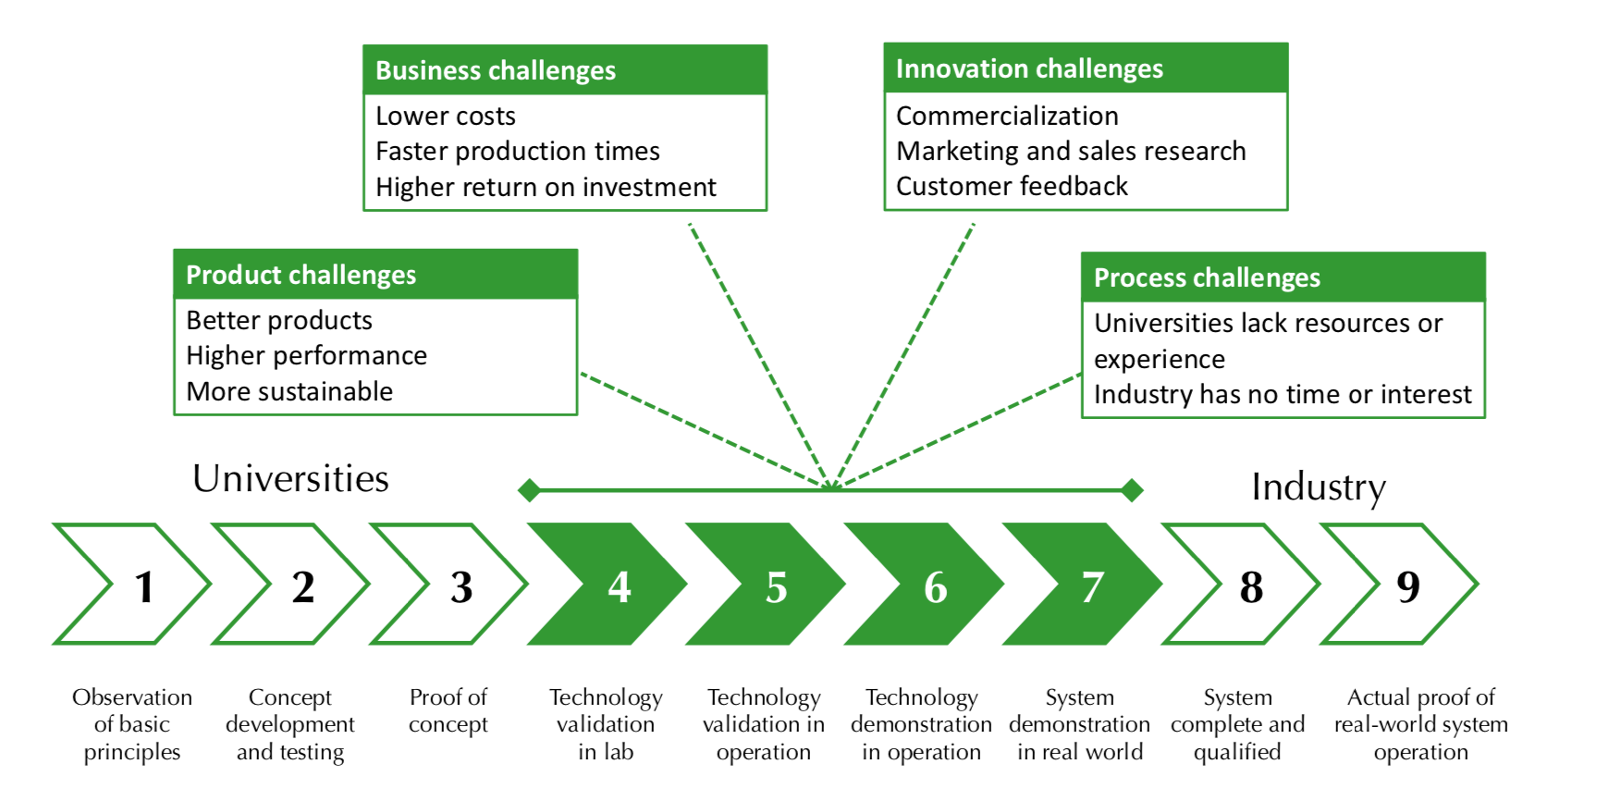 Business challenges
Lower costs
Faster production times
Higher return on investment
Innovation challenges
Commercialization
Marketing and sales research
Customer feedback
Product challenges
Better products
Higher performance
More sustainable
Process challenges
Universities lack resources or
experience
Industry has no time or interest
Universities
Industry
1
2
3
4
5
6
7
8
9
Observation
of basic
principles
Concept
development
and testing
Proof of
concept
Technology
validation
in lab
Technology
validation in
operation
Technology
demonstration
in operation
System
demonstration
in real world
System
complete and
qualified
Actual proof of
real-world system
operation